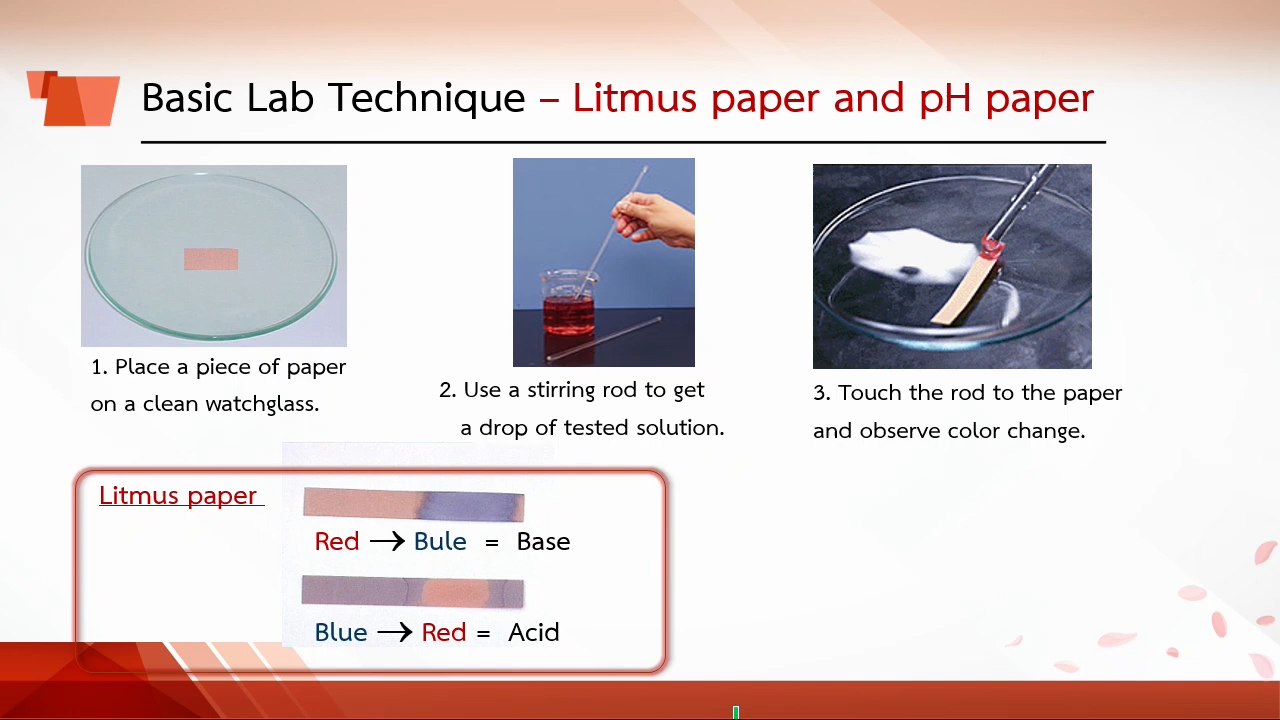 Basic Lab Technique – Litmus paper and pH paper
1. Place a piece of paper
on a clean watchglass.
2. Use a stirring rod to get
a drop of tested solution.
3. Touch the rod to the paper
and observe color change.
Litmus paper
Red → Bule = Base
Blue → Red = Acid